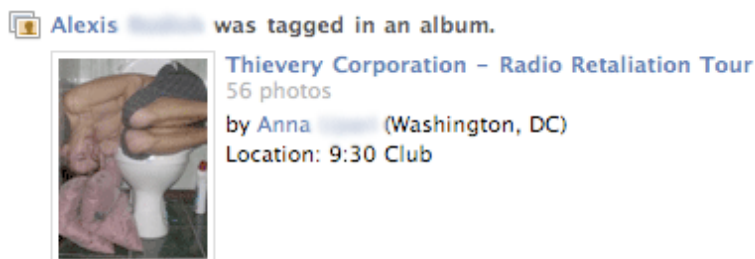 Alexis was tagged in an album.
Thievery Corporation – Radio Retaliation Tour
56 photos
by Anna (Washington, DC)
Location: 9:30 Club